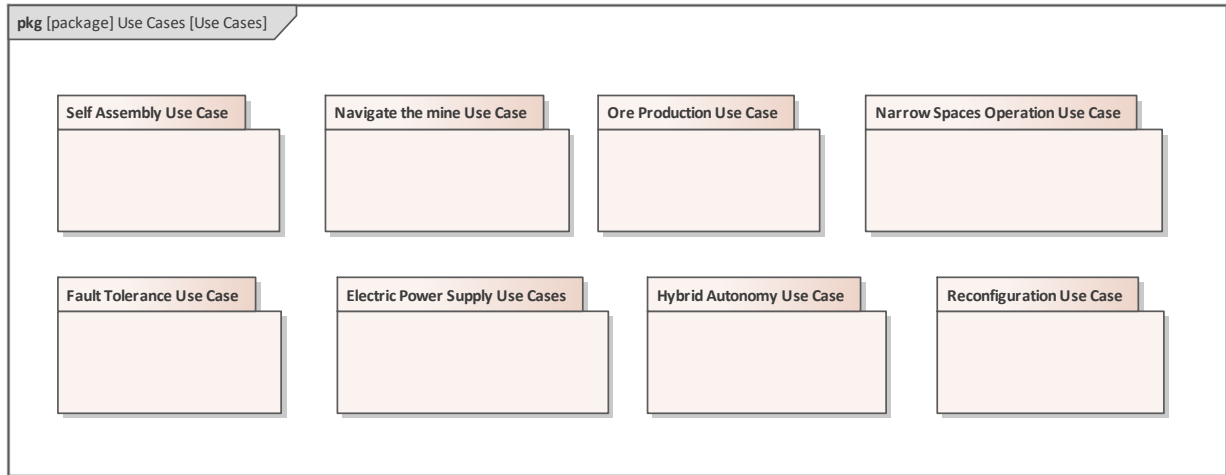 pkg [package] Use Cases [Use Cases]
Self Assembly Use Case
Navigate the mine Use Case
Ore Production Use Case
Narrow Spaces Operation Use Case
Fault Tolerance Use Case
Electric Power Supply Use Cases
Hybrid Autonomy Use Case
Reconfiguration Use Case